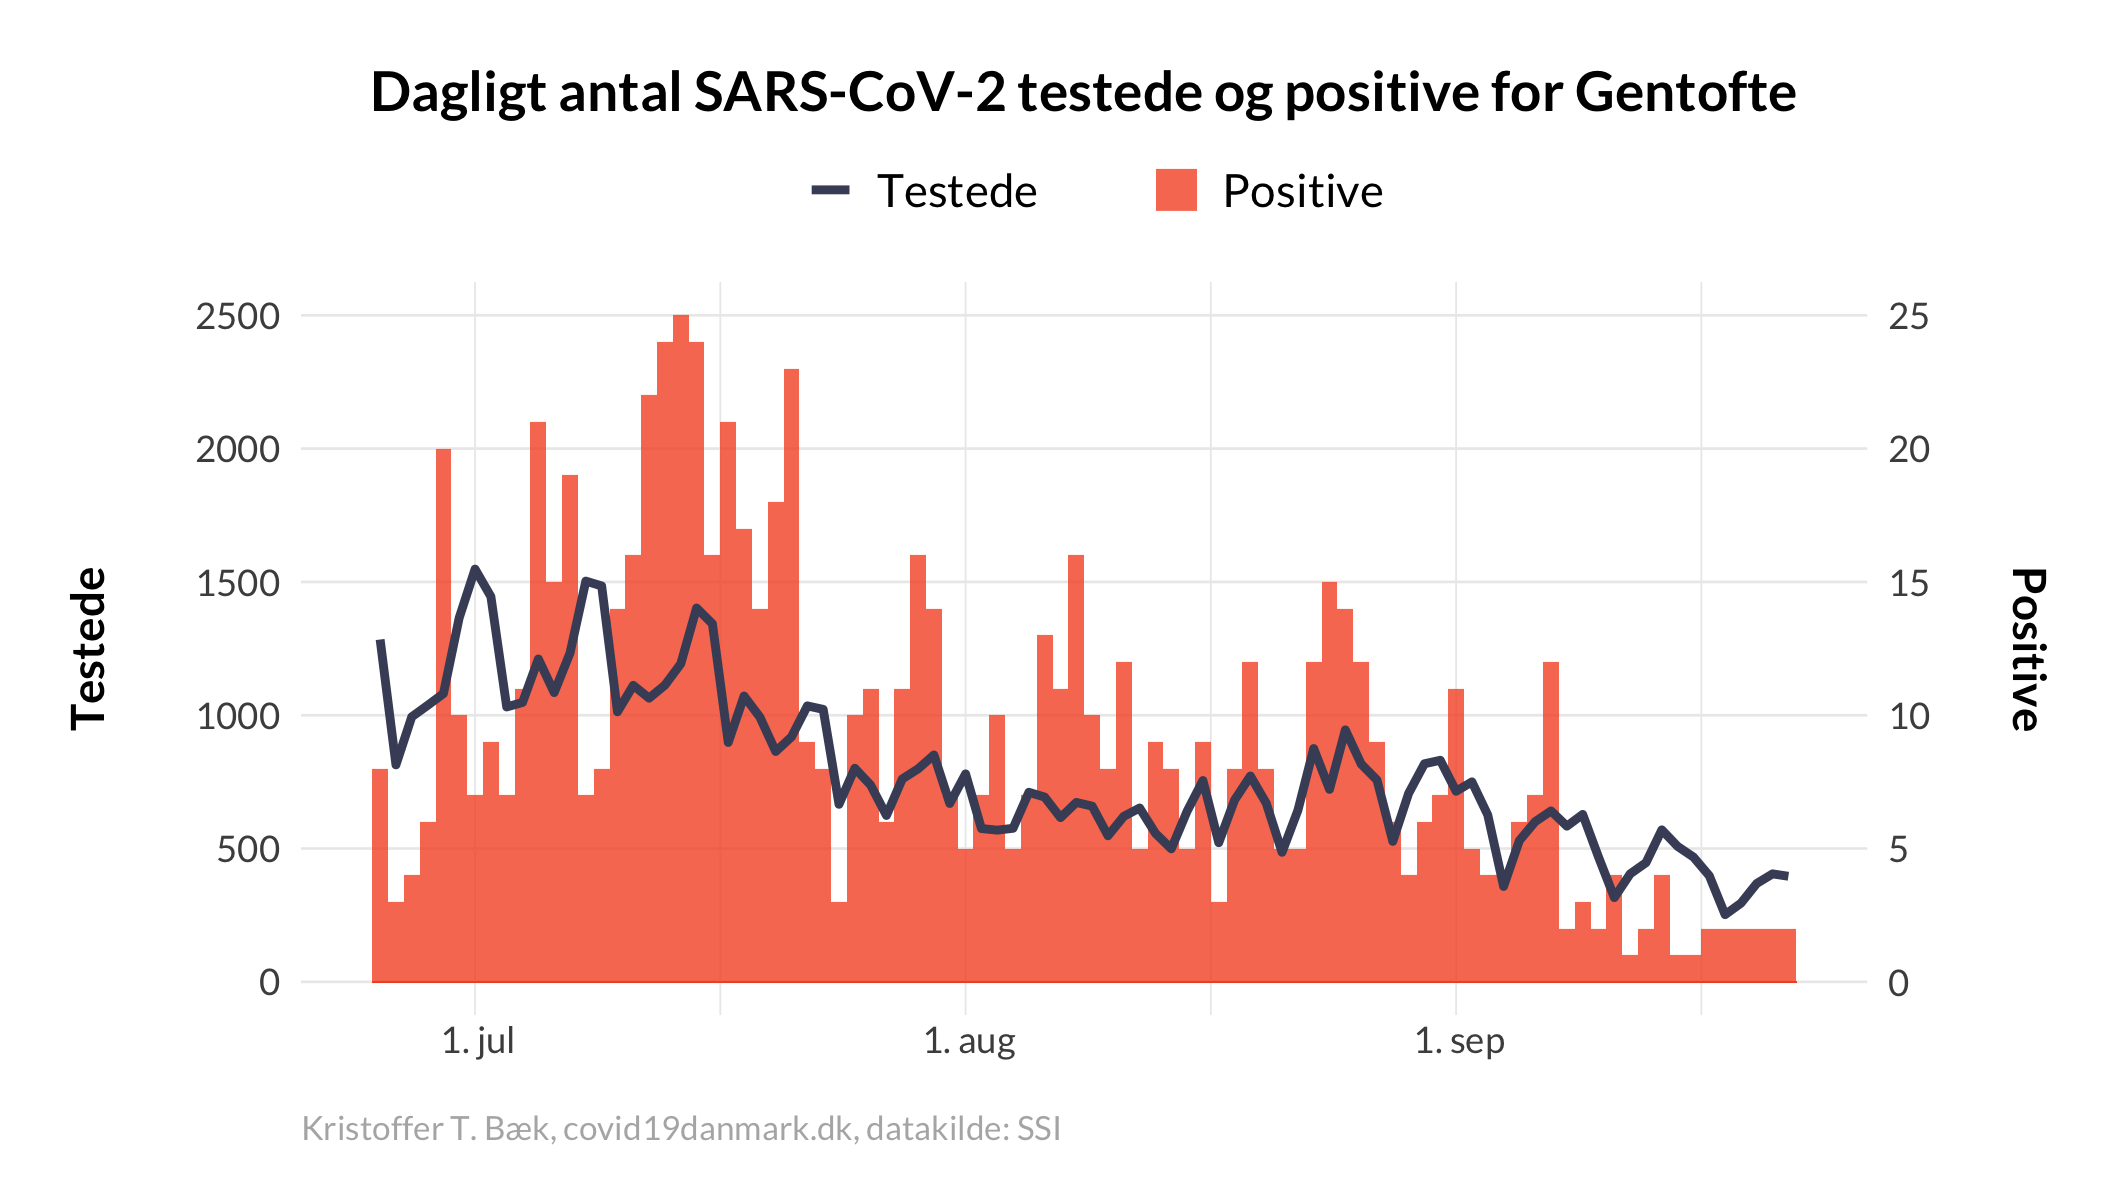 Dagligt antal SARS-CoV-2 testede og positive for Gentofte
Testede
Positive
2500
2000
1500
1000
500
0
Testede
25
20
15
10
5
0
Positive
1. jul
1. aug
1. sep
Kristoffer T. Bæk, covid19danmark.dk, datakilde: SSI